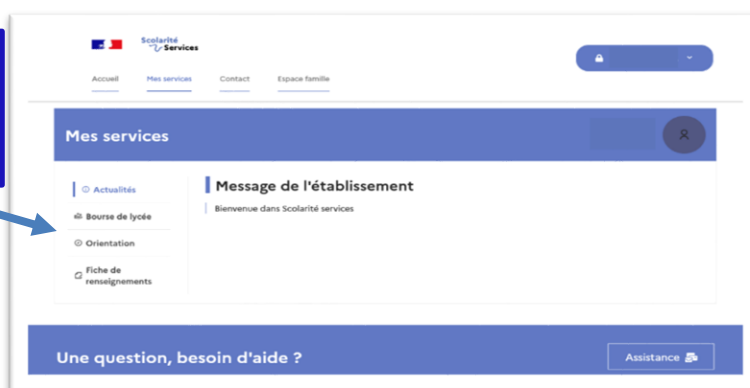 Scolarité
Services
Accueil Mes services Contact Espace famille
Mes services
Actualités
Bourse de lycée
Orientation
Fiche de
renseignements
Message de l'établissement
Bienvenue dans Scolarité services
Une question, besoin d'aide ?
Assistance